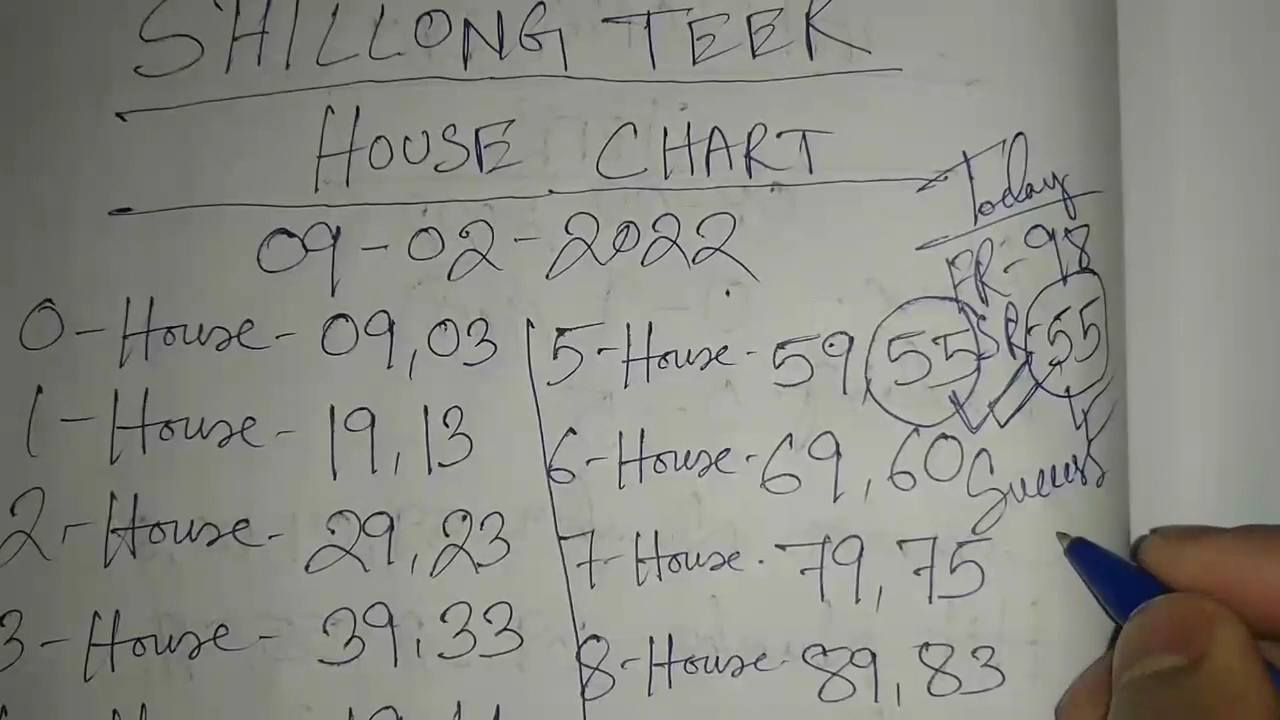 SHILLONG TEER
HOUSE CHART
09-02-2022
Today
FR-98
SR-55
Success
0-House-09,03
1-House-19,13
2-House-29,23
3-House-39,33
5-House-59,55
6-House-69,60
7-House-79,75
8-House-89,83